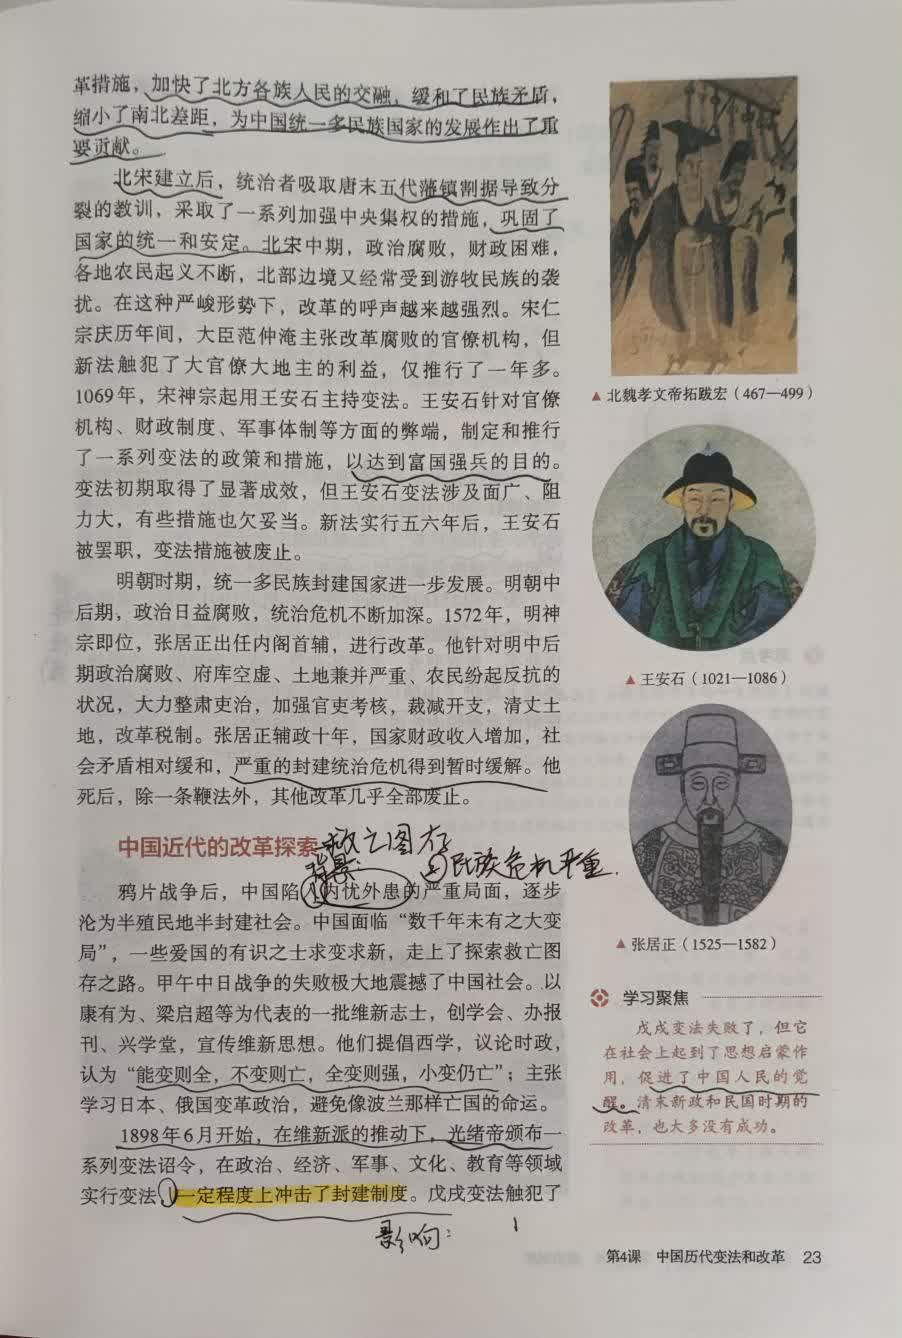 革措施，加快了北方各族人民的交融，缓和了民族矛盾，
缩小了南北差距，为中国统一多民族国家的发展作出了重
要贡献。
北宋建立后，统治者吸取唐末五代藩镇割据导致分
裂的教训，采取了一系列加强中央集权的措施，巩固了
国家的统一和安定。北宋中期，政治腐败，财政困难，
各地农民起义不断，北部边境又经常受到游牧民族的袭
扰。在这种严峻形势下，改革的呼声越来越强烈。宋仁
宗庆历年间，大臣范仲淹主张改革腐败的官僚机构，但
新法触犯了大官僚大地主的利益，仅推行了一年多。
1069年，宋神宗起用王安石主持变法。王安石针对官僚
机构、财政制度、军事体制等方面的弊端，制定和推行
了一系列变法的政策和措施，以达到富国强兵的目的。
变法初期取得了显著成效，但王安石变法涉及面广、阻
力大，有些措施也欠妥当。新法实行五六年后，王安石
被罢职，变法措施被废止。
明朝时期，统一多民族封建国家进一步发展。明朝中
后期，政治日益腐败，统治危机不断加深。1572年，明神
宗即位，张居正出任内阁首辅，进行改革。他针对明中后
期政治腐败、府库空虚、土地兼并严重、农民纷起反抗的
状况，大力整肃吏治，加强官吏考核，裁减开支，清丈土
地，改革税制。张居正辅政十年，国家财政收入增加，社
会矛盾相对缓和，严重的封建统治危机得到暂时缓解。他
死后，除一条鞭法外，其他改革几乎全部废止。
中国近代的改革探索
救亡图存
背景：
②民族危机严重.
鸦片战争后，中国陷入内忧外患的严重局面，逐步
沦为半殖民地半封建社会。中国面临“数千年未有之大变
局”，一些爱国的有识之士求变求新，走上了探索救亡图
存之路。甲午中日战争的失败极大地震撼了中国社会。以
康有为、梁启超等为代表的一批维新志士，创学会、办报
刊、兴学堂，宣传维新思想。他们提倡西学，议论时政，
认为“能变则全，不变则亡，全变则强，小变仍亡”；主张
学习日本、俄国变革政治，避免像波兰那样亡国的命运。
1898年6月开始，在维新派的推动下，光绪帝颁布一
系列变法诏令，在政治、经济、军事、文化、教育等领域
实行变法，一定程度上冲击了封建制度。戊戌变法触犯了
影响：
▲北魏孝文帝拓跋宏（467—499）
▲王安石（1021—1086）
▲张居正（1525—1582）
学习聚焦
戊戌变法失败了，但它
在社会上起到了思想启蒙作
用，促进了中国人民的觉
醒。清末新政和民国时期的
改革，也大多没有成功。
第4课 中国历代变法和改革 23